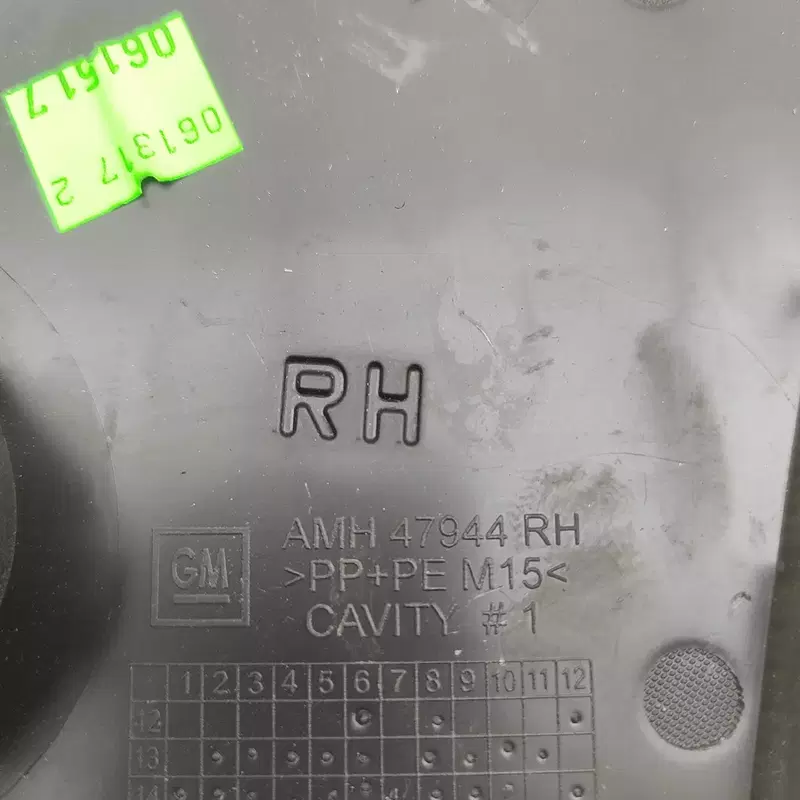 061517
061317 2
RH
GM
AMH 47944 RH
>PP+PE M15<
CAVITY # 1
1 2 3 4 5 6 7 8 9 10 11 12
12
13
14